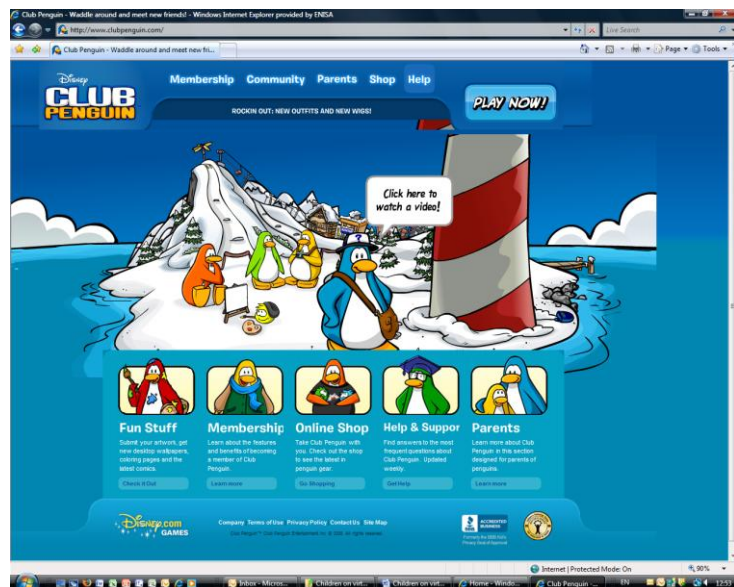 Club Penguin - Waddle around and meet new friends! - Windows Internet Explorer provided by ENISA
http://www.clubpenguin.com/
Live Search
Club Penguin - Waddle around and meet new fri...
Page Tools
Disney
CLUB PENGUIN
Membership Community Parents Shop Help
PLAY NOW!
ROCKIN OUT: NEW OUTFITS AND NEW WIGS!
Click here to
watch a video!
Fun Stuff
Submit your artwork, get
new desktop wallpapers,
coloring pages and the
latest comics.
Check It Out
Membership
Learn about the features
and benefits of becoming
a member of Club
Penguin.
Learn more
Online Shop
Take Club Penguin with
you. Check out the shop
to see the latest in
penguin gear.
Go Shopping
Help & Suppor
Find answers to the most
frequent questions about
Club Penguin. Updated
weekly.
Get Help
Parents
Learn more about Club
Penguin in this section
designed for parents of
penguins.
Learn more
Disney.com
GAMES
Company Terms of Use Privacy Policy Contact Us Site Map
ACCREDITED
BUSINESS
Internet | Protected Mode: On
90%
Inbox - Micros...
Children on virt...
Children on virt...
Home - Windo...
Club Penguin -...
EN
12:53